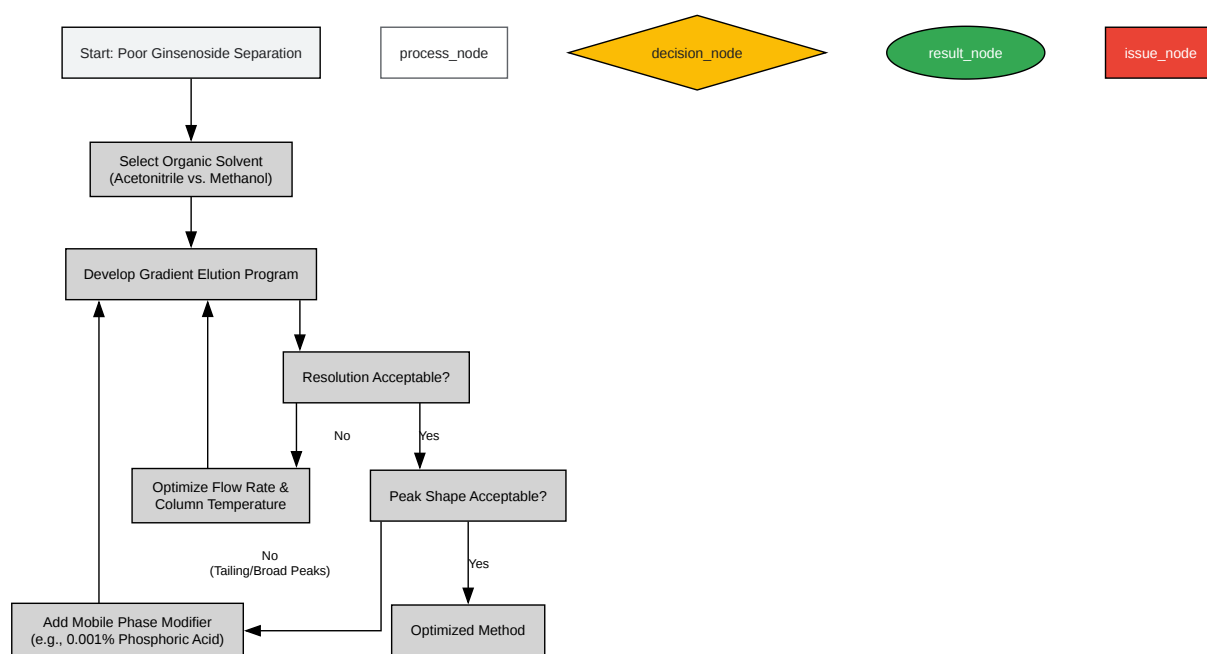 Start: Poor Ginsenoside Separation
process_node
decision_node
result_node
issue_node
Select Organic Solvent
(Acetonitrile vs. Methanol)
Develop Gradient Elution Program
Resolution Acceptable?
No
Yes
Optimize Flow Rate &
Column Temperature
Peak Shape Acceptable?
No
(Tailing/Broad Peaks)
Yes
Add Mobile Phase Modifier
(e.g., 0.001% Phosphoric Acid)
Optimized Method